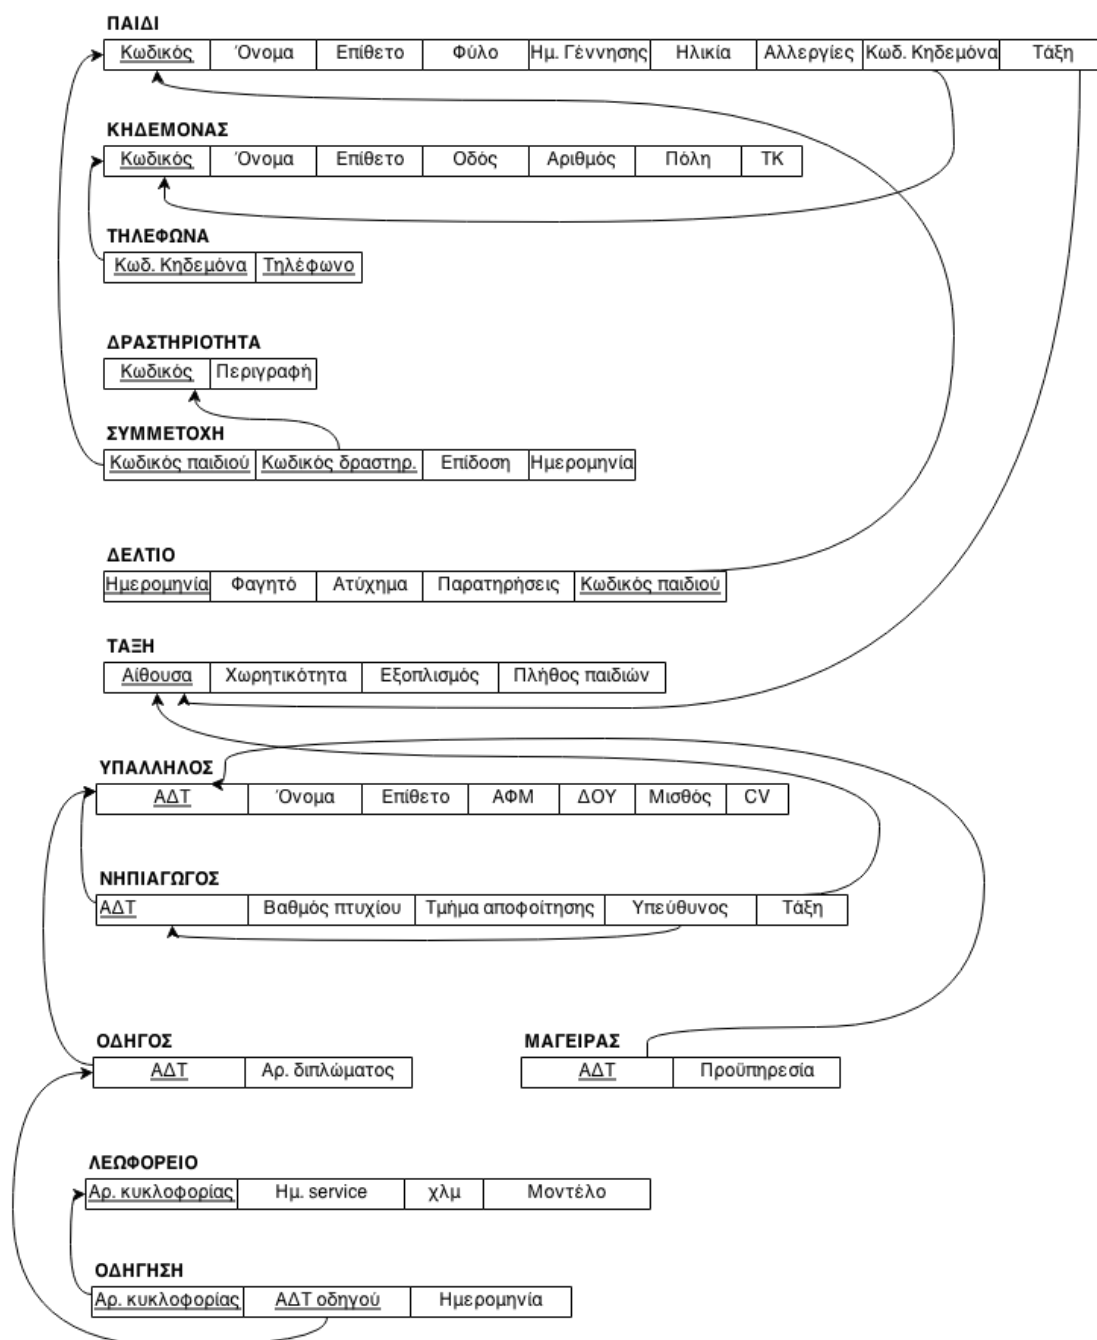 ΠΑΙΔΙ
Κωδικός Όνομα Επίθετο Φύλο Ημ. Γέννησης Ηλικία Αλλεργίες Κωδ. Κηδεμόνα Τάξη
ΚΗΔΕΜΟΝΑΣ
Κωδικός Όνομα Επίθετο Οδός Αριθμός Πόλη ΤΚ
ΤΗΛΕΦΩΝΑ
Κωδ. Κηδεμόνα Τηλέφωνο
ΔΡΑΣΤΗΡΙΟΤΗΤΑ
Κωδικός Περιγραφή
ΣΥΜΜΕΤΟΧΗ
Κωδικός παιδιού Κωδικός δραστηρ. Επίδοση Ημερομηνία
ΔΕΛΤΙΟ
Ημερομηνία Φαγητό Ατύχημα Παρατηρήσεις Κωδικός παιδιού
ΤΑΞΗ
Αίθουσα Χωρητικότητα Εξοπλισμός Πλήθος παιδιών
ΥΠΑΛΛΗΛΟΣ
ΑΔΤ Όνομα Επίθετο ΑΦΜ ΔΟΥ Μισθός CV
ΝΗΠΙΑΓΩΓΟΣ
ΑΔΤ Βαθμός πτυχίου Τμήμα αποφοίτησης Υπεύθυνος Τάξη
ΟΔΗΓΟΣ ΜΑΓΕΙΡΑΣ
ΑΔΤ Αρ. διπλώματος ΑΔΤ Προϋπηρεσία
ΛΕΩΦΟΡΕΙΟ
Αρ. κυκλοφορίας Ημ. service χλμ Μοντέλο
ΟΔΗΓΗΣΗ
Αρ. κυκλοφορίας ΑΔΤ οδηγού Ημερομηνία